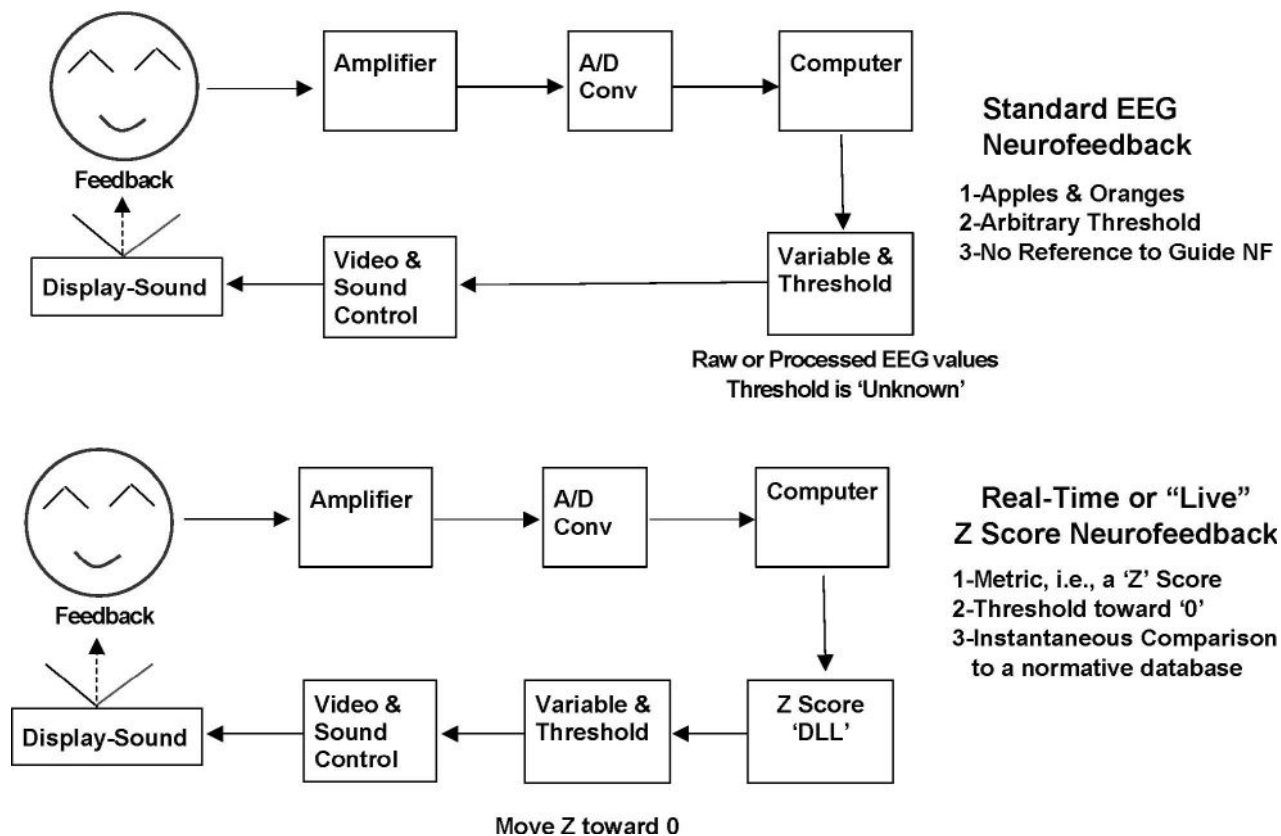 Amplifier
A/D
Conv
Computer
Standard EEG
Neurofeedback
1-Apples & Oranges
2-Arbitrary Threshold
3-No Reference to Guide NF
Feedback
Display-Sound
Video &
Sound
Control
Variable &
Threshold
Raw or Processed EEG values
Threshold is ‘Unknown’
Amplifier
A/D
Conv
Computer
Real-Time or “Live”
Z Score Neurofeedback
1-Metric, i.e., a ‘Z’ Score
2-Threshold toward ‘0’
3-Instantaneous Comparison
to a normative database
Feedback
Display-Sound
Video &
Sound
Control
Variable &
Threshold
Z Score
‘DLL’
Move Z toward 0